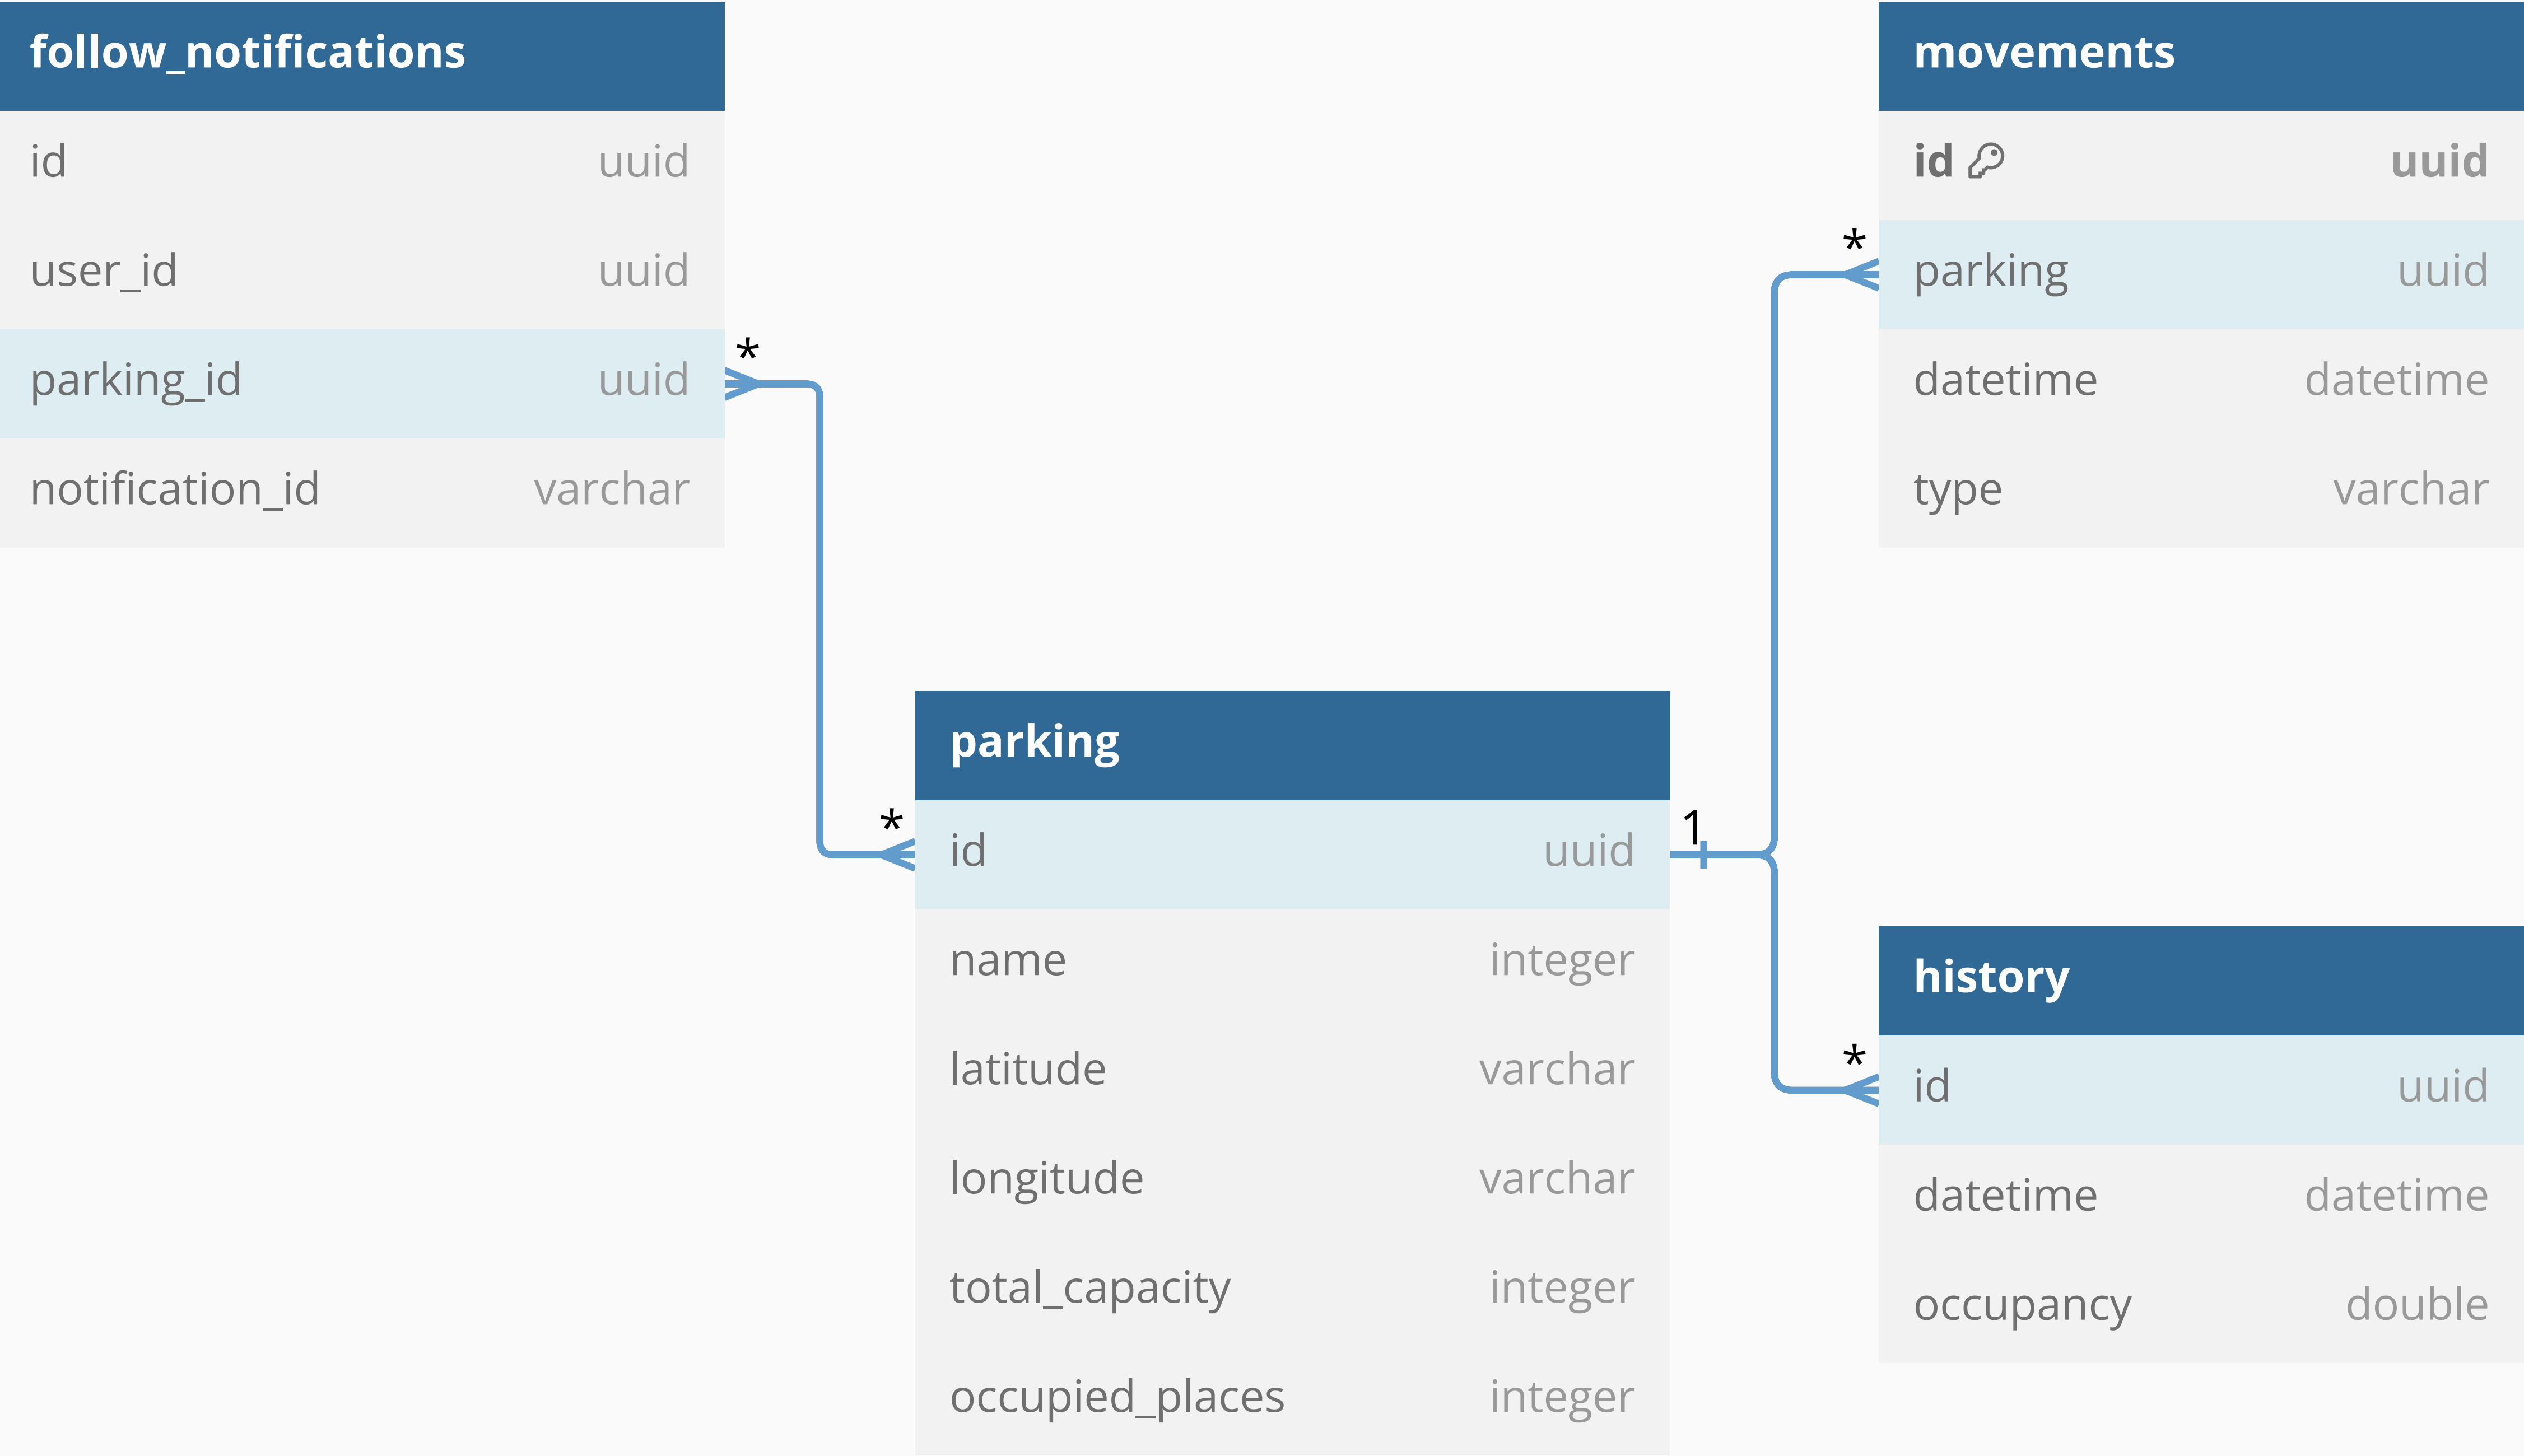 follow_notifications
id uuid
user_id uuid
parking_id uuid
notification_id varchar
*
*
movements
id uuid
parking uuid
datetime datetime
type varchar
*
parking
id uuid
name integer
latitude varchar
longitude varchar
total_capacity integer
occupied_places integer
1
*
history
id uuid
datetime datetime
occupancy double